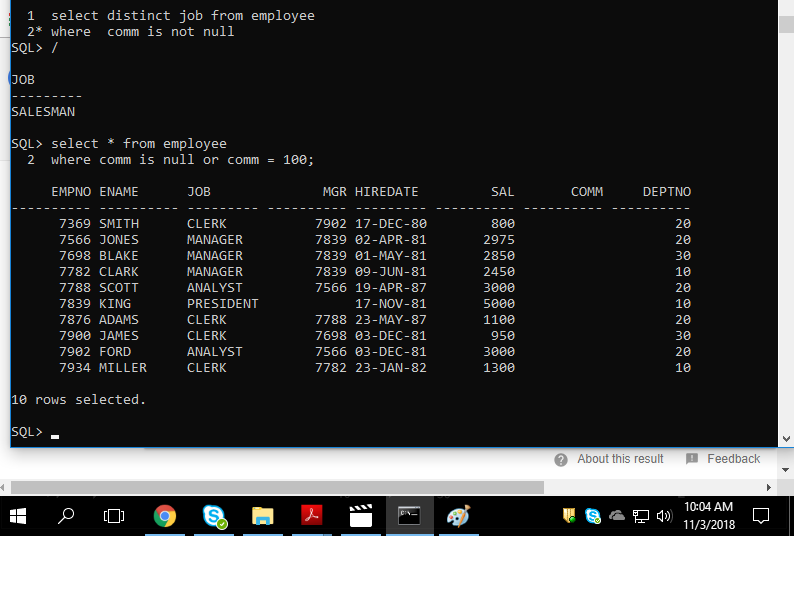 1  select distinct job from employee
2* where  comm is not null
SQL> /
JOB
---------
SALESMAN
SQL> select * from employee
2  where comm is null or comm = 100;
EMPNO ENAME      JOB              MGR HIREDATE         SAL       COMM     DEPTNO
---------- ---------- --------- ---------- --------- ---------- ---------- ----------
7369 SMITH      CLERK           7902 17-DEC-80        800                    20
7566 JONES      MANAGER         7839 02-APR-81       2975                    20
7698 BLAKE      MANAGER         7839 01-MAY-81       2850                    30
7782 CLARK      MANAGER         7839 09-JUN-81       2450                    10
7788 SCOTT      ANALYST         7566 19-APR-87       3000                    20
7839 KING       PRESIDENT            17-NOV-81       5000                    10
7876 ADAMS      CLERK           7788 23-MAY-87       1100                    20
7900 JAMES      CLERK           7698 03-DEC-81        950                    30
7902 FORD       ANALYST         7566 03-DEC-81       3000                    20
7934 MILLER     CLERK           7782 23-JAN-82       1300                    10
10 rows selected.
SQL>
About this result  Feedback
10:04 AM
11/3/2018